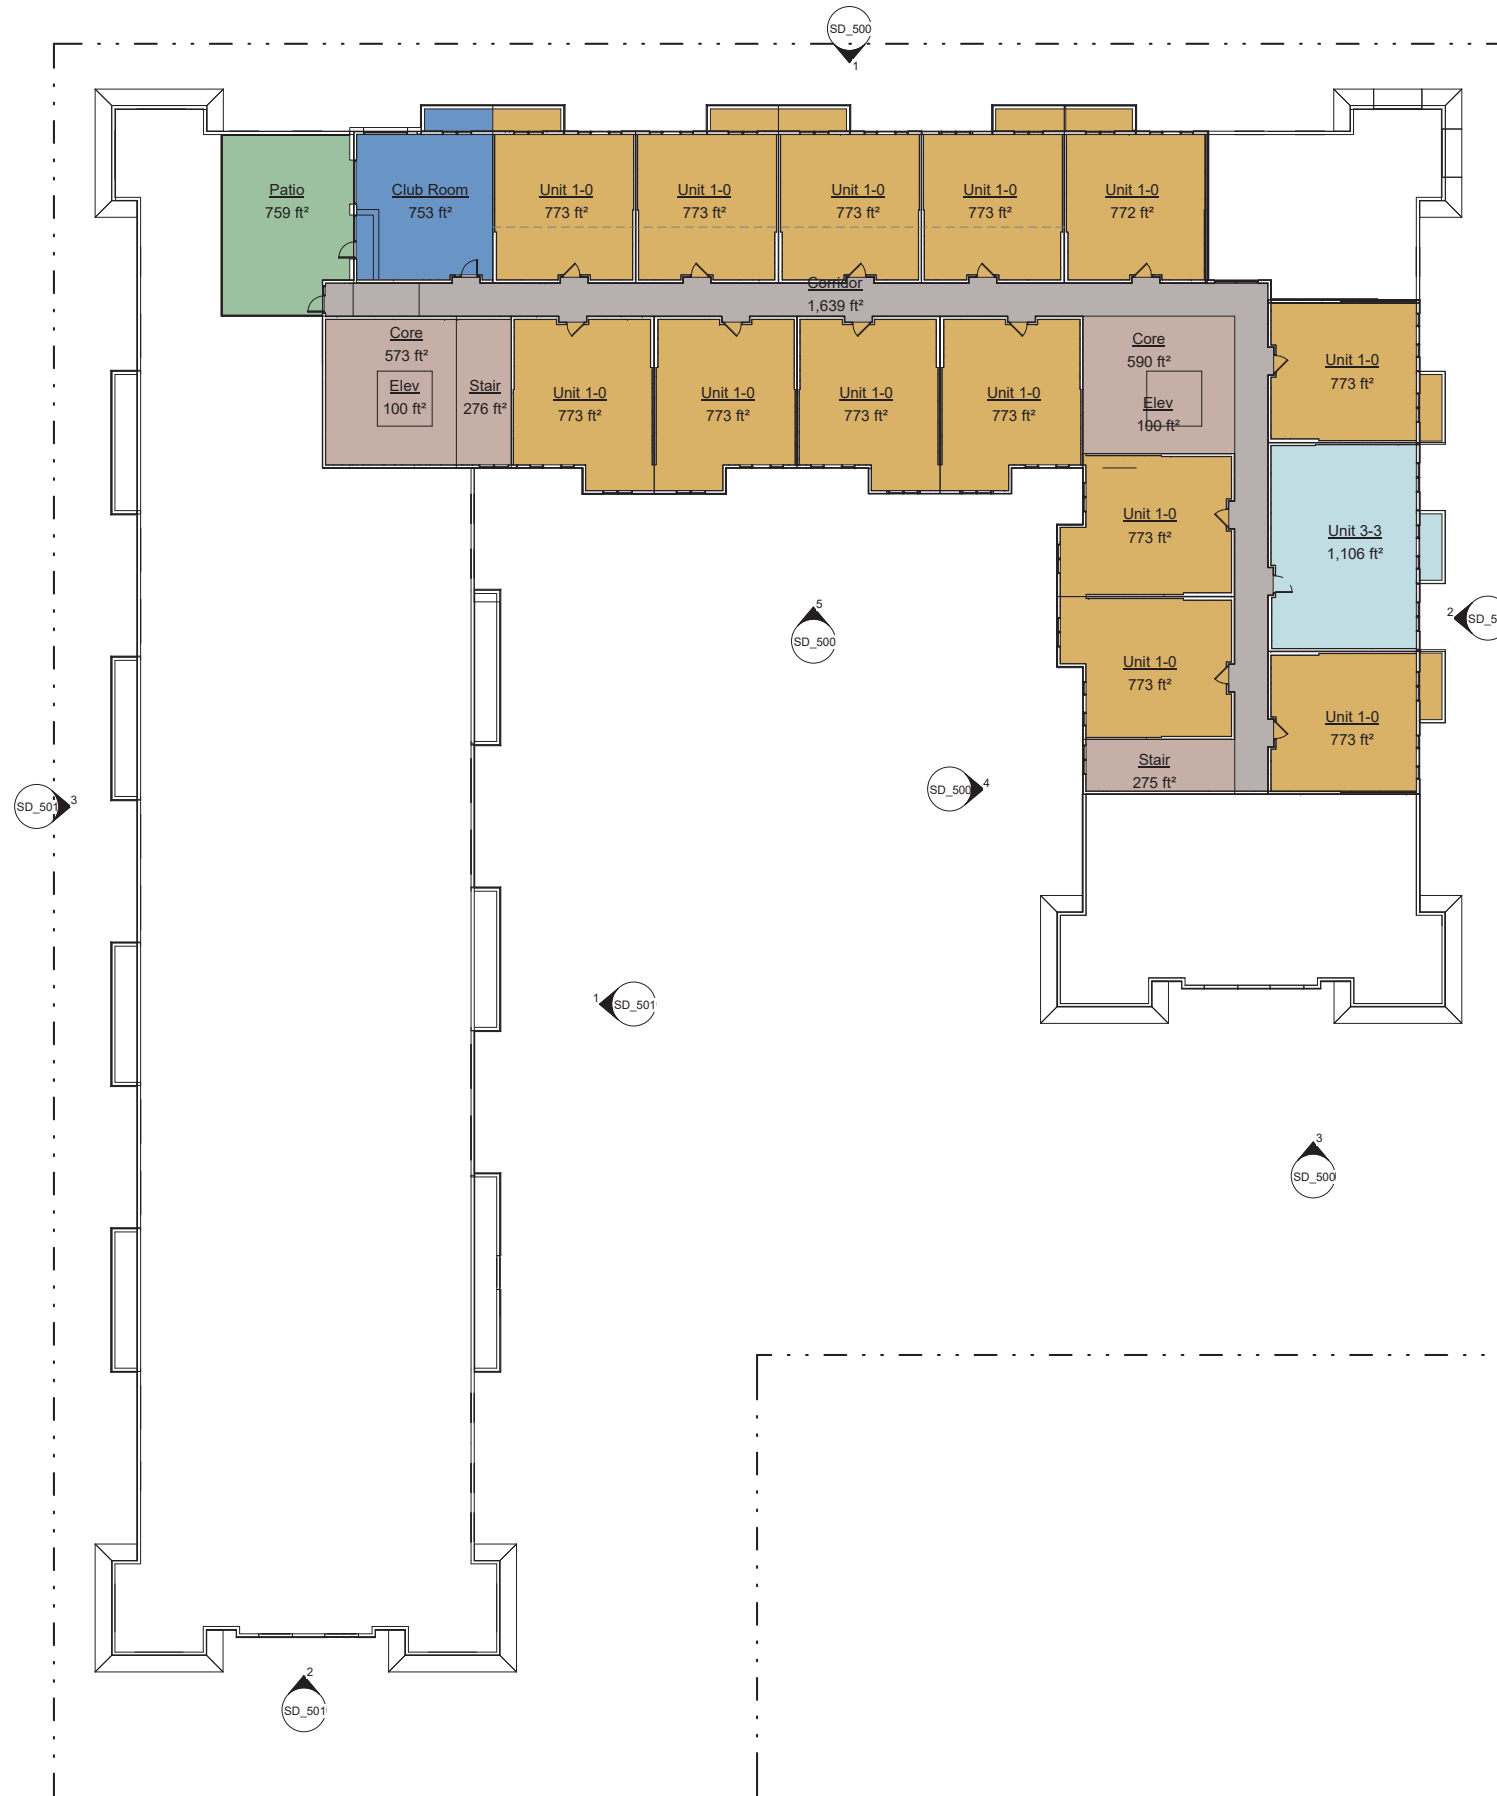 SD_500
1
Patio
759 ft²
Club Room
753 ft²
Unit 1-0
773 ft²
Unit 1-0
773 ft²
Unit 1-0
773 ft²
Unit 1-0
773 ft²
Unit 1-0
772 ft²
Corridor
1,639 ft²
Core
573 ft²
Elev
100 ft²
Stair
276 ft²
Unit 1-0
773 ft²
Unit 1-0
773 ft²
Unit 1-0
773 ft²
Unit 1-0
773 ft²
Core
590 ft²
Elev
100 ft²
Unit 1-0
773 ft²
Unit 1-0
773 ft²
Unit 3-3
1,106 ft²
5
SD_500
2
SD_5
Unit 1-0
773 ft²
Unit 1-0
773 ft²
Stair
275 ft²
SD_501
3
SD_500
4
1
SD_501
3
SD_500
2
SD_501